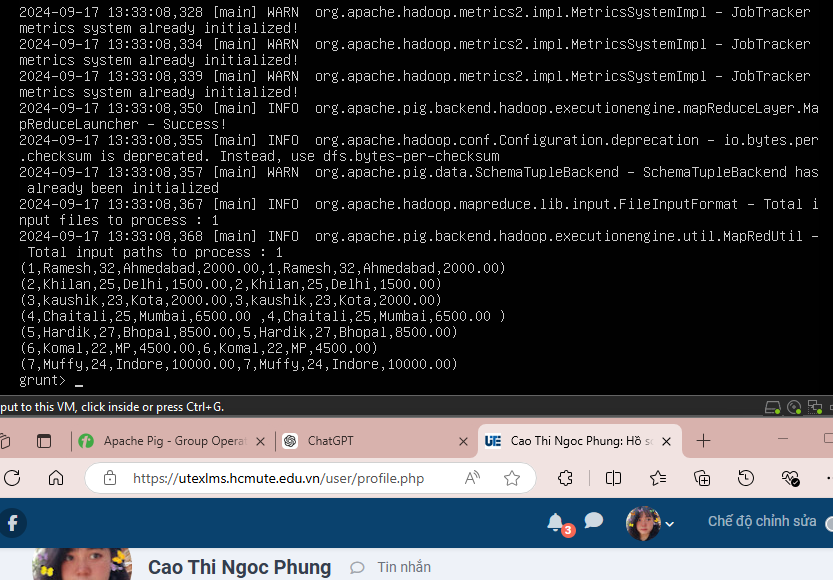 2024-09-17 13:33:08,328 [main] WARN  org.apache.hadoop.metrics2.impl.MetricsSystemImpl - JobTracker
metrics system already initialized!
2024-09-17 13:33:08,334 [main] WARN  org.apache.hadoop.metrics2.impl.MetricsSystemImpl - JobTracker
metrics system already initialized!
2024-09-17 13:33:08,339 [main] WARN  org.apache.hadoop.metrics2.impl.MetricsSystemImpl - JobTracker
metrics system already initialized!
2024-09-17 13:33:08,350 [main] INFO  org.apache.pig.backend.hadoop.executionengine.mapReduceLayer.Ma
pReduceLauncher - Success!
2024-09-17 13:33:08,355 [main] INFO  org.apache.hadoop.conf.Configuration.deprecation - io.bytes.per
.checksum is deprecated. Instead, use dfs.bytes-per-checksum
2024-09-17 13:33:08,357 [main] WARN  org.apache.pig.data.SchemaTupleBackend - SchemaTupleBackend has
 already been initialized
2024-09-17 13:33:08,367 [main] INFO  org.apache.hadoop.mapreduce.lib.input.FileInputFormat - Total i
nput files to process : 1
2024-09-17 13:33:08,368 [main] INFO  org.apache.pig.backend.hadoop.executionengine.util.MapRedUtil -
 Total input paths to process : 1
(1,Ramesh,32,Ahmedabad,2000.00,1,Ramesh,32,Ahmedabad,2000.00)
(2,Khilan,25,Delhi,1500.00,2,Khilan,25,Delhi,1500.00)
(3,kaushik,23,Kota,2000.00,3,kaushik,23,Kota,2000.00)
(4,Chaitali,25,Mumbai,6500.00 ,4,Chaitali,25,Mumbai,6500.00 )
(5,Hardik,27,Bhopal,8500.00,5,Hardik,27,Bhopal,8500.00)
(6,Komal,22,MP,4500.00,6,Komal,22,MP,4500.00)
(7,Muffy,24,Indore,10000.00,7,Muffy,24,Indore,10000.00)
grunt> _
put to this VM, click inside or press Ctrl+G.
Apache Pig - Group Operat ChatGPT UTE Cao Thi Ngoc Phung: Hồ sơ
https://utexlms.hcmute.edu.vn/user/profile.php
3 Chế độ chỉnh sửa
Cao Thi Ngoc Phung Tin nhắn